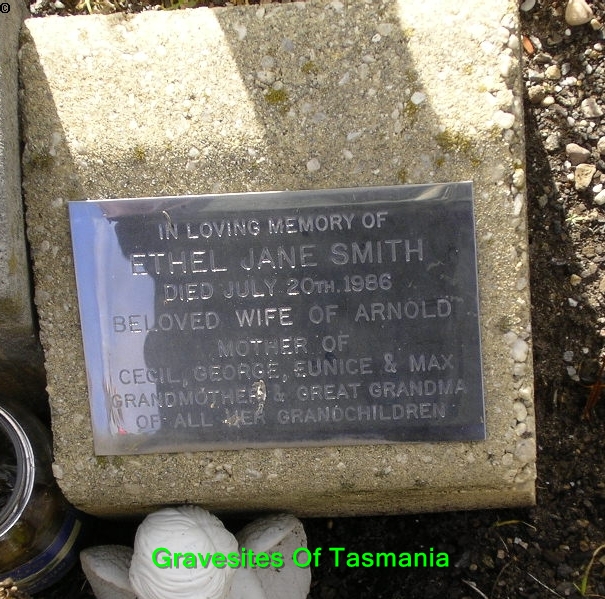 ©
IN LOVING MEMORY OF
ETHEL JANE SMITH
DIED JULY 20TH. 1986
BELOVED WIFE OF ARNOLD
MOTHER OF
CECIL, GEORGE, EUNICE & MAX
GRANDMOTHER & GREAT GRANDMA
OF ALL HER GRANDCHILDREN
Gravesites Of Tasmania